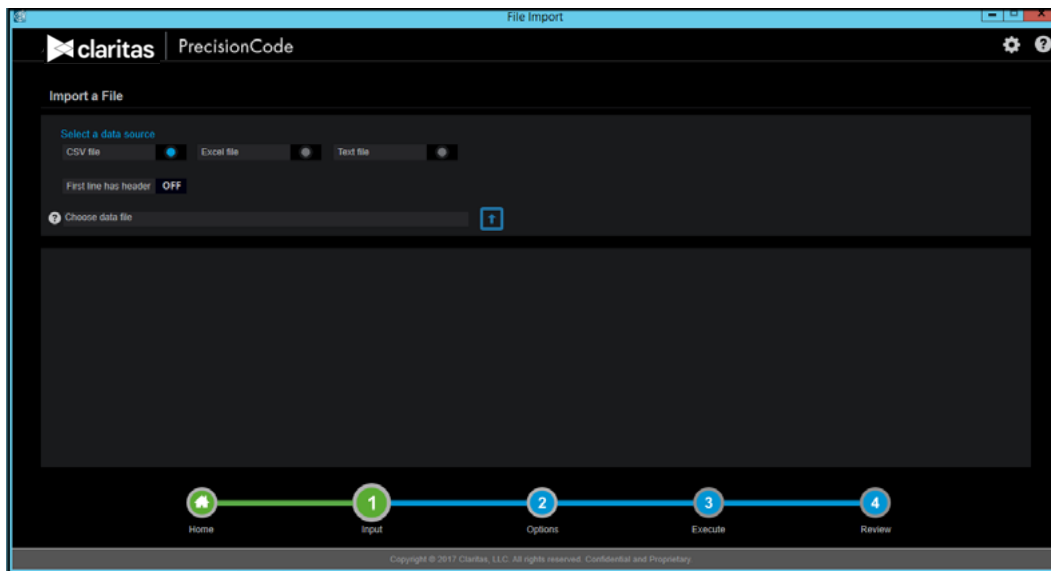 File Import
claritas PrecisionCode
Import a File
Select a data source
CSV file Excel file Text file
First line has header OFF
? Choose data file
1 2 3 4
Home Input Options Execute Review
Copyright © 2017 Claritas, LLC. All rights reserved. Confidential and Proprietary.